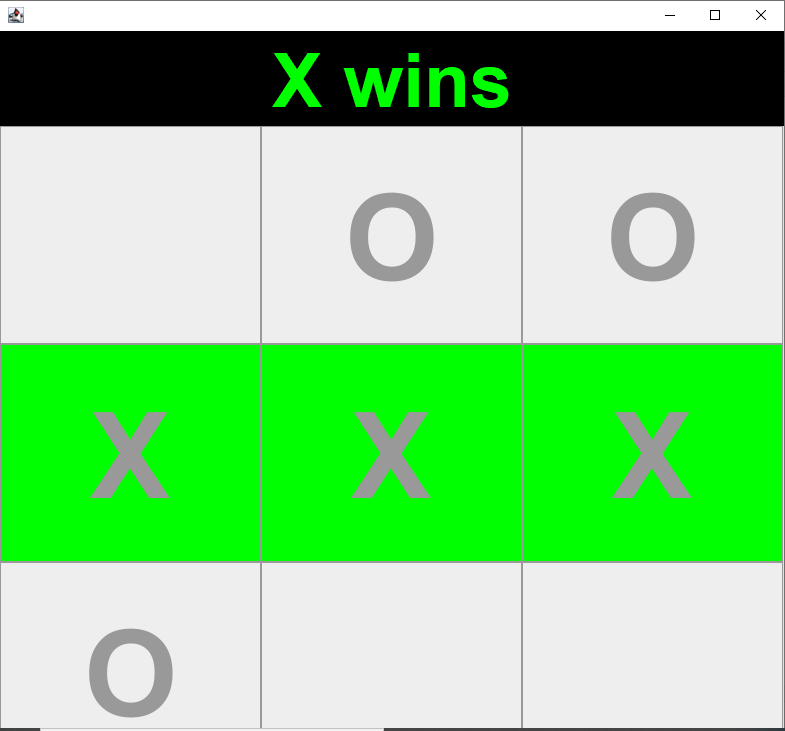 X wins
O O
X X X
O